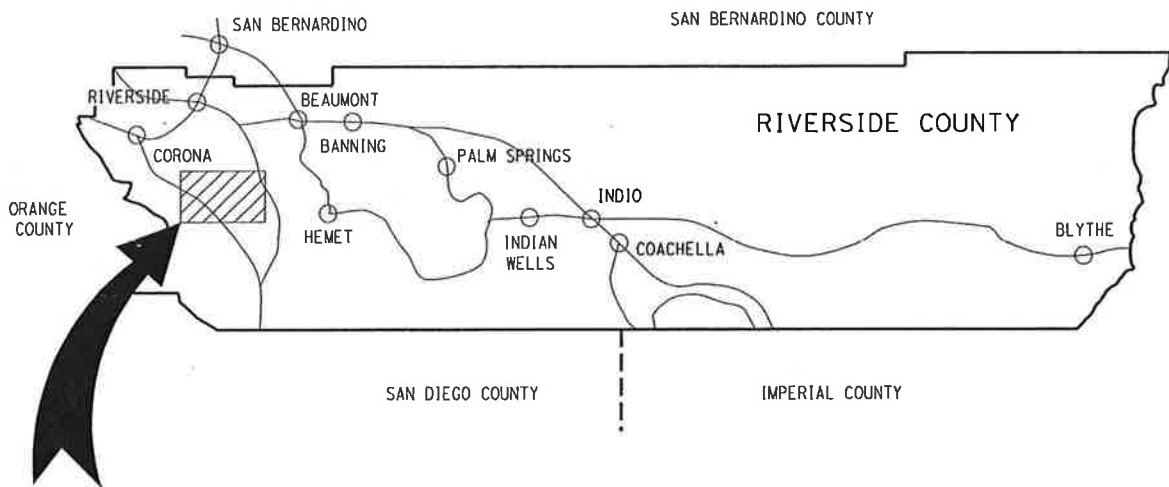 SAN BERNARDINO
SAN BERNARDINO COUNTY
RIVERSIDE
BEAUMONT
RIVERSIDE COUNTY
CORONA
BANNING
PALM SPRINGS
ORANGE
COUNTY
HEMET
INDIO
INDIAN
WELLS
COACHELLA
BLYTHE
SAN DIEGO COUNTY
IMPERIAL COUNTY